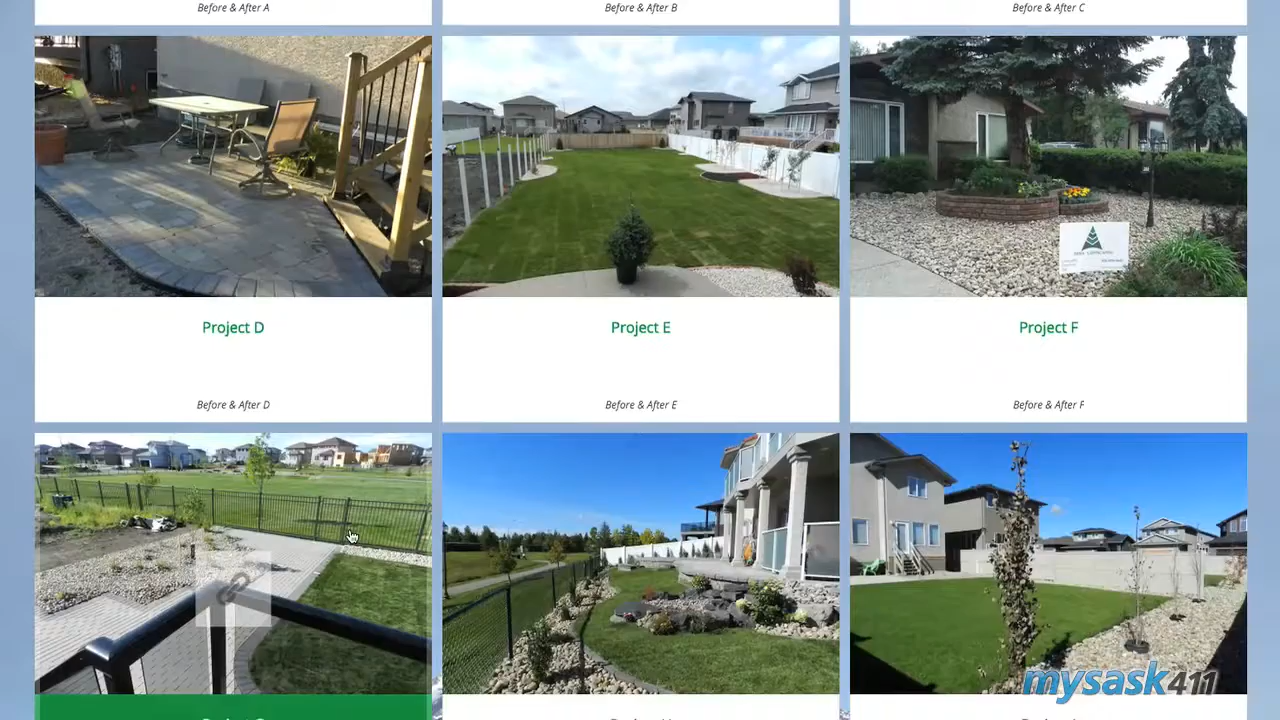 Before & After A
Before & After B
Before & After C
Project D
Project E
Project F
Before & After D
Before & After E
Before & After F
mysask411